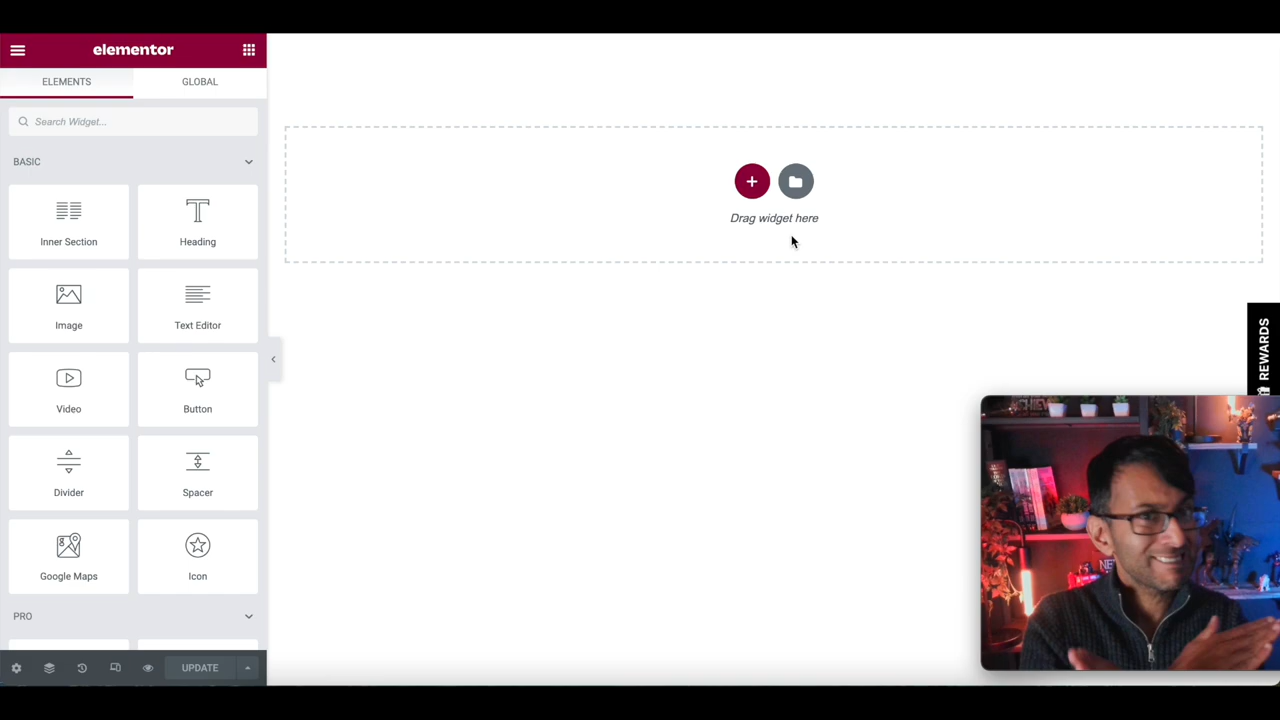 elementor
ELEMENTS
GLOBAL
Search Widget...
BASIC
Inner Section
Heading
Image
Text Editor
Video
Button
Divider
Spacer
Google Maps
Icon
PRO
UPDATE
Drag widget here
REWARDS